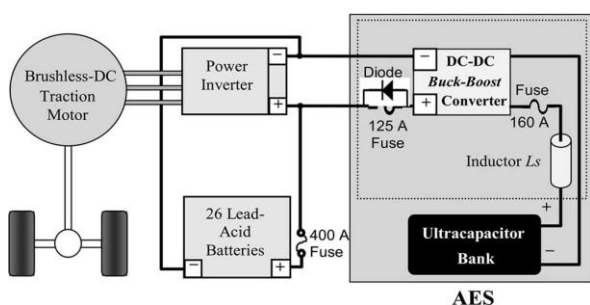 Brushless-DC
Traction
Motor
Power
Inverter
−
+
26 Lead-
Acid
Batteries
−
+
400 A
Fuse
Diode
125 A
Fuse
−
+
DC-DC
Buck-Boost
Converter
Fuse
160 A
Inductor Ls
+
Ultracapacitor
Bank
−
AES